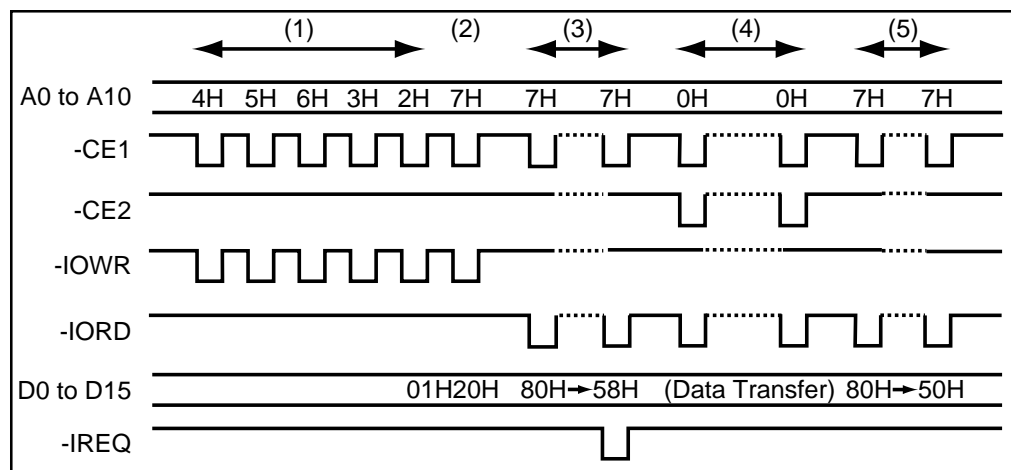 (1) (2) (3) (4) (5)
A0 to A10 4H 5H 6H 3H 2H 7H 7H 7H 0H 0H 7H 7H
-CE1
-CE2
-IOWR
-IORD
D0 to D15 01H20H 80H→58H (Data Transfer) 80H→50H
-IREQ